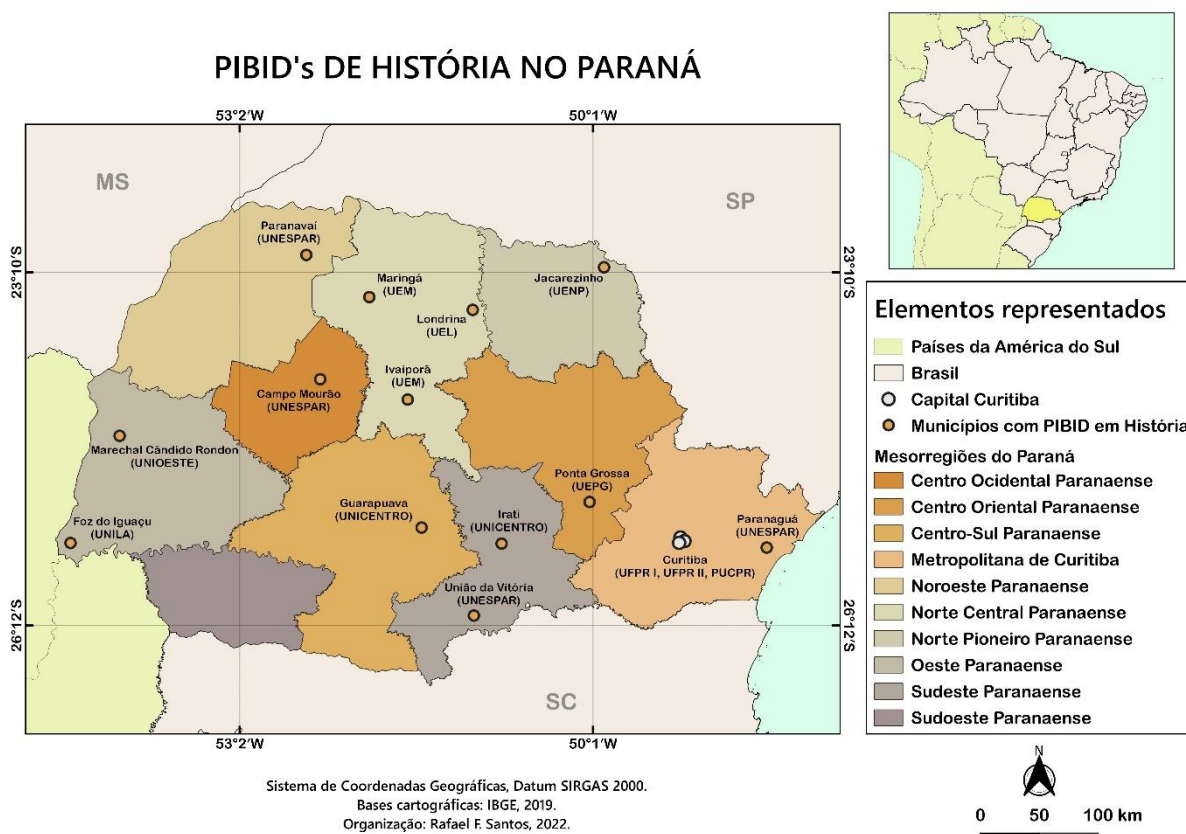 PIBID's DE HISTÓRIA NO PARANÁ
53°2'W
50°1'W
MS
SP
23°10'S
23°10'S
Paranavaí
(UNESPAR)
Maringá
(UEM)
Jacarezinho
(UENP)
Londrina
(UEL)
Campo Mourão
(UNESPAR)
Ivaiporã
(UEM)
Marechal Cândido Rondon
(UNIOESTE)
Ponta Grossa
(UEPG)
Guarapuava
(UNICENTRO)
Irati
(UNICENTRO)
Foz do Iguaçu
(UNILA)
Paranaguá
(UNESPAR)
Curitiba
(UFPR I, UFPR II, PUCPR)
União da Vitória
(UNESPAR)
26°12'S
26°12'S
SC
53°2'W
50°1'W
Sistema de Coordenadas Geográficas, Datum SIRGAS 2000.
Bases cartográficas: IBGE, 2019.
Organização: Rafael F. Santos, 2022.
Elementos representados
Países da América do Sul
Brasil
Capital Curitiba
Municípios com PIBID em História
Mesorregiões do Paraná
Centro Ocidental Paranaense
Centro Oriental Paranaense
Centro-Sul Paranaense
Metropolitana de Curitiba
Noroeste Paranaense
Norte Central Paranaense
Norte Pioneiro Paranaense
Oeste Paranaense
Sudeste Paranaense
Sudoeste Paranaense
N
0 50 100 km